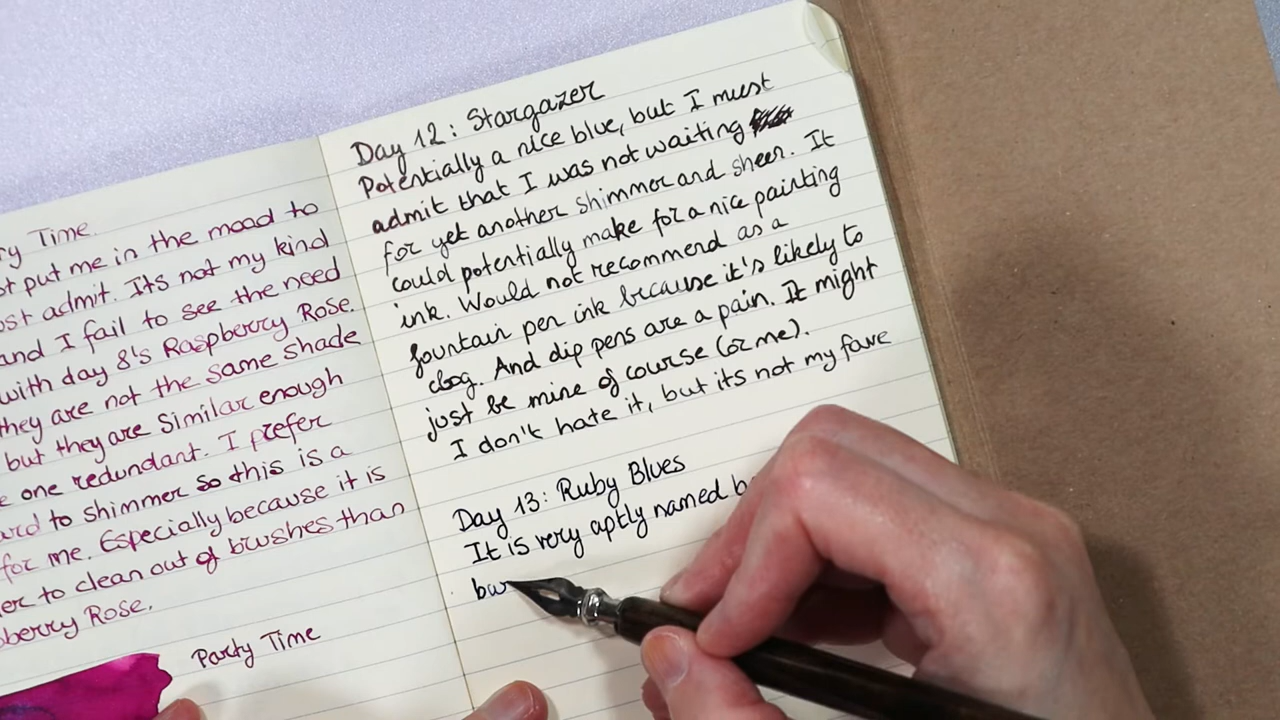 ry Time.
ot put me in the mood to
ost admit. Its not my kind
and I fail to see the need
with day 8's Raspberry Rose.
they are not the same shade
but they are similar enough
e one redundant. I prefer
ard to shimmer so this is a
for me. Especially because it is
er to clean out of brushes than
berry Rose.
Party Time
Day 12: Stargazer
Potentially a nice blue, but I must
admit that I was not waiting
for yet another shimmer and sheen. It
could potentially make for a nice painting
ink. Would not recommend as a
fountain pen ink because it's likely to
clog. And dip pens are a pain. It might
just be mine of course (or me).
I don't hate it, but its not my fave
Day 13: Ruby Blues
It is very aptly named